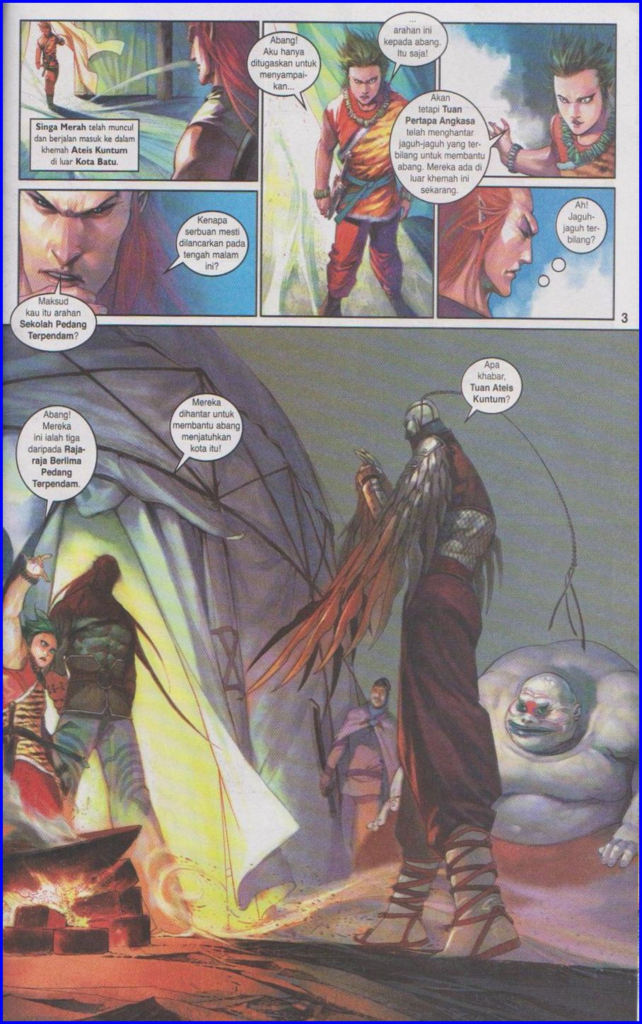 Singa Merah telah muncul
dan berjalan masuk ke dalam
khemah Ateis Kuntum
di luar Kota Batu.
Abang!
Aku hanya
ditugaskan untuk
menyampai-
kan...
...
arahan ini
kepada abang.
Itu saja!
Akan
tetapi Tuan
Pertapa Angkasa
telah menghantar
jaguh-jaguh yang ter-
bilang untuk membantu
abang. Mereka ada di
luar khemah ini
sekarang.
Kenapa
serbuan mesti
dilancarkan pada
tengah malam
ini?
Maksud
kau itu arahan
Sekolah Pedang
Terpendam?
Ah!
Jaguh-
jaguh ter-
bilang?
3
Abang!
Mereka
ini ialah tiga
daripada Raja-
raja Berlima
Pedang
Terpendam.
Mereka
dihantar untuk
membantu abang
menjatuhkan
kota itu!
Apa
khabar,
Tuan Ateis
Kuntum?